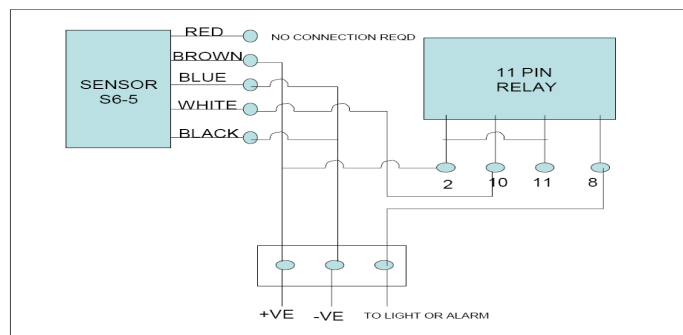 RED
NO CONNECTION REQD
BROWN
BLUE
WHITE
BLACK
SENSOR
S6-5
11 PIN
RELAY
2
10
11
8
+VE
-VE
TO LIGHT OR ALARM